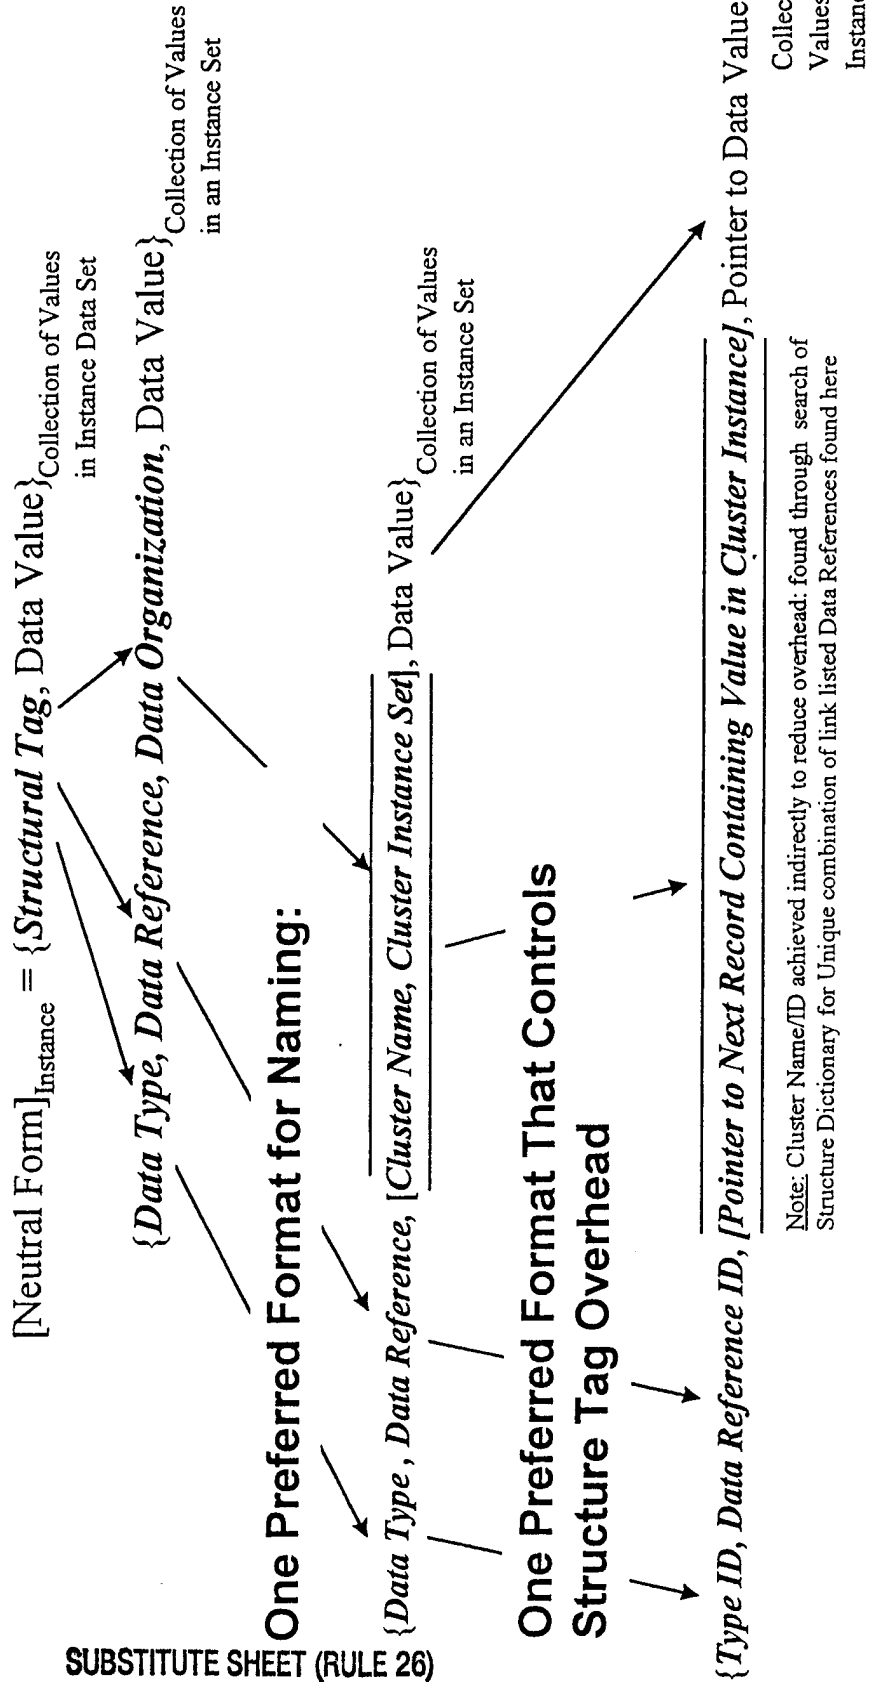 [Neutral Form]Instance = {Structural Tag, Data Value}Collection of Values
in Instance Data Set
{Data Type, Data Reference, Data Organization, Data Value}Collection of Values
in an Instance Set
One Preferred Format for Naming:
{Data Type , Data Reference, [Cluster Name, Cluster Instance Set], Data Value}Collection of Values
in an Instance Set
One Preferred Format That Controls
Structure Tag Overhead
{Type ID, Data Reference ID, [Pointer to Next Record Containing Value in Cluster Instance], Pointer to Data Value
Collec
Values
Instanc
Note: Cluster Name/ID achieved indirectly to reduce overhead: found through search of
Structure Dictionary for Unique combination of link listed Data References found here
SUBSTITUTE SHEET (RULE 26)